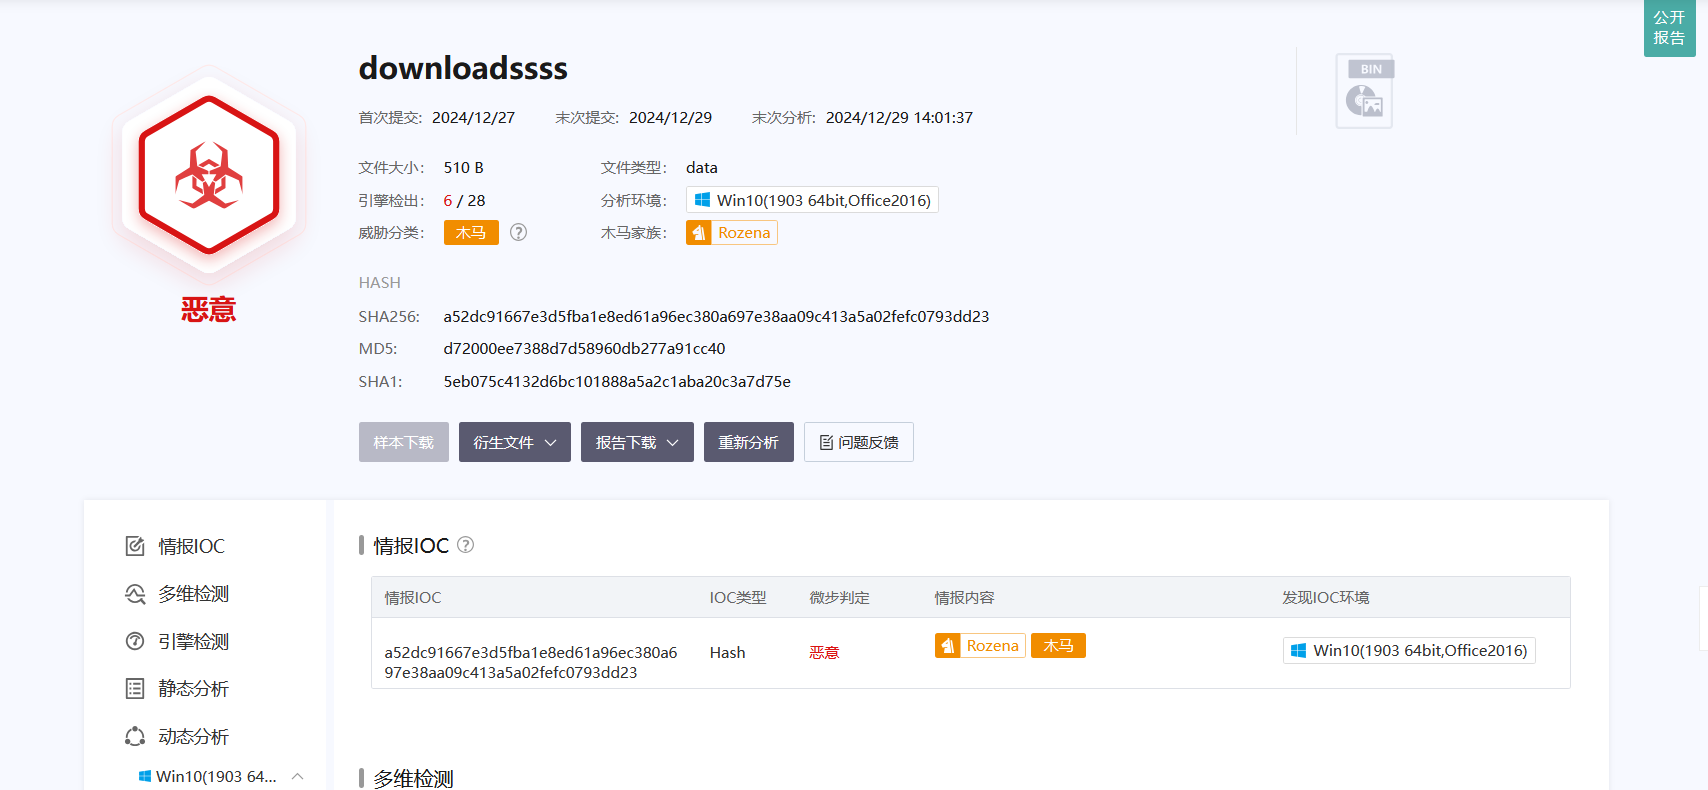 公开
报告
downloadssss
BIN
首次提交: 2024/12/27 末次提交: 2024/12/29 末次分析: 2024/12/29 14:01:37
文件大小: 510 B 文件类型: data
引擎检出: 6 / 28 分析环境: Win10(1903 64bit,Office2016)
威胁分类: 木马 ? 木马家族: Rozena
恶意
HASH
SHA256: a52dc91667e3d5fba1e8ed61a96ec380a697e38aa09c413a5a02fefc0793dd23
MD5: d72000ee7388d7d58960db277a91cc40
SHA1: 5eb075c4132d6bc101888a5a2c1aba20c3a7d75e
样本下载 衍生文件 报告下载 重新分析 问题反馈
情报IOC
多维检测
引擎检测
静态分析
动态分析
Win10(1903 64...
情报IOC ?
情报IOC IOC类型 微步判定 情报内容 发现IOC环境
a52dc91667e3d5fba1e8ed61a96ec380a6 Hash 恶意 Rozena 木马 Win10(1903 64bit,Office2016)
97e38aa09c413a5a02fefc0793dd23
多维检测